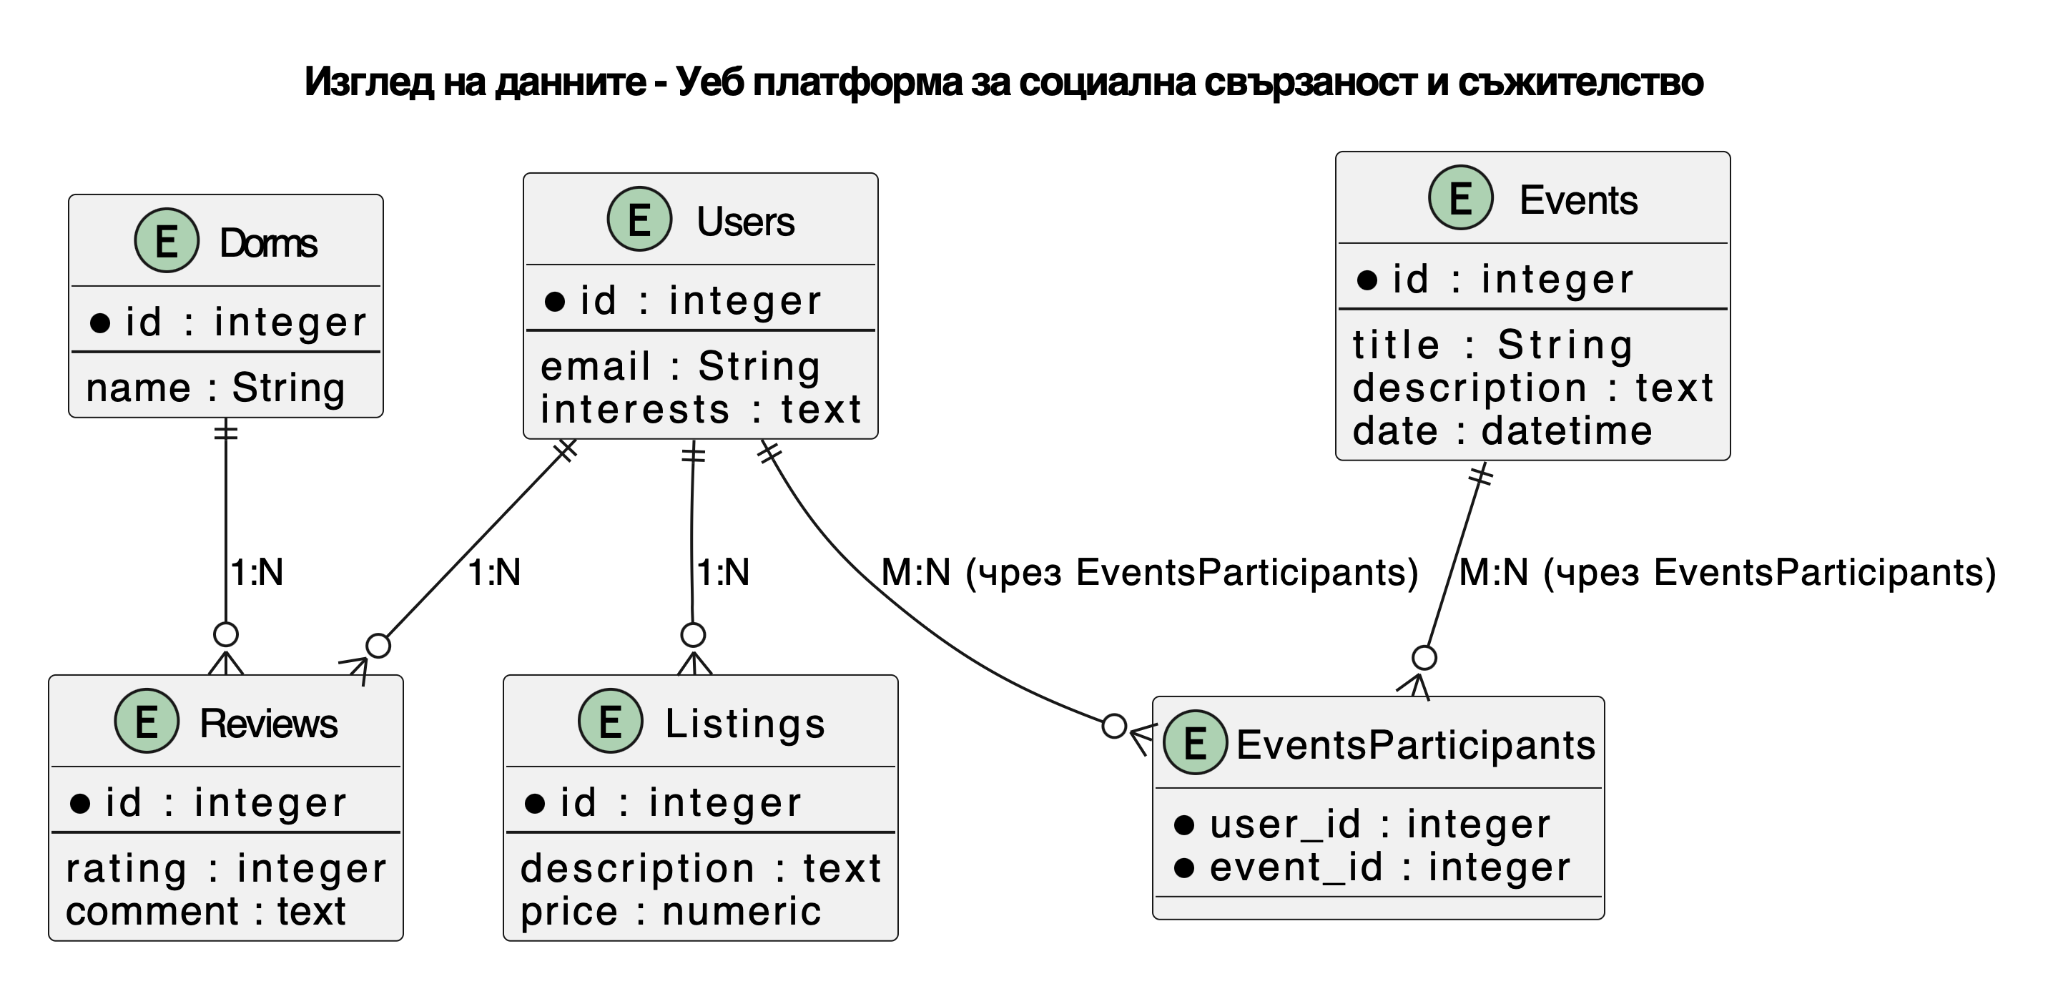 Изглед на данните - Уеб платформа за социална свързаност и съжителство
E Dorms
id : integer
name : String
E Users
id : integer
email : String
interests : text
E Events
id : integer
title : String
description : text
date : datetime
1:N
1:N
1:N
M:N (чрез EventsParticipants)
M:N (чрез EventsParticipants)
E Reviews
id : integer
rating : integer
comment : text
E Listings
id : integer
description : text
price : numeric
E EventsParticipants
user_id : integer
event_id : integer